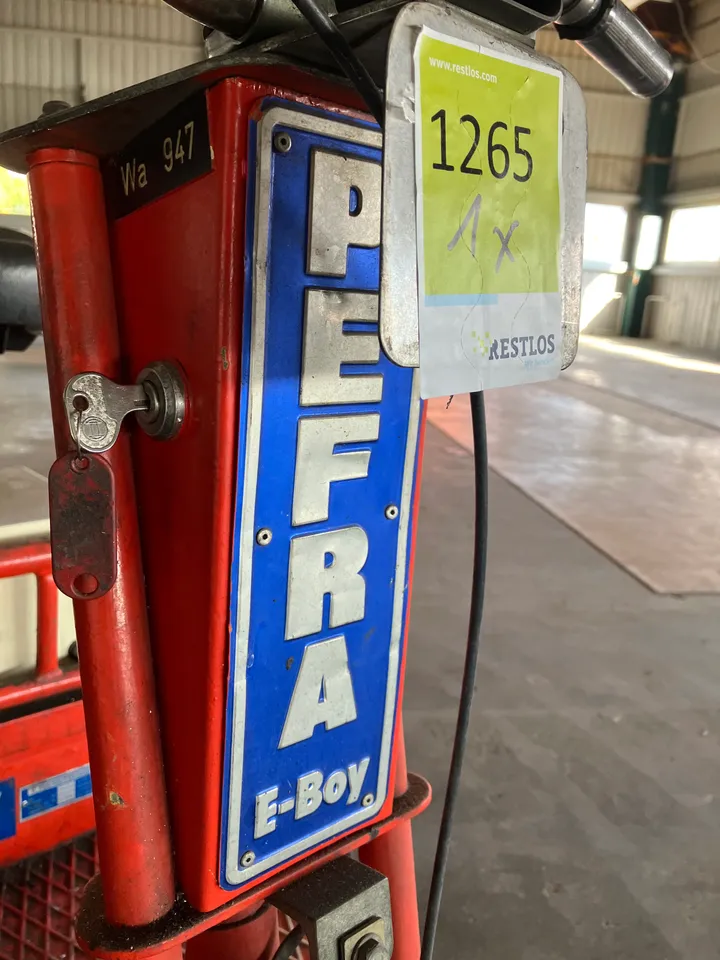 Wa 947
www.restlos.com
1265
1x
RESTLOS
PEFRA
E-Boy